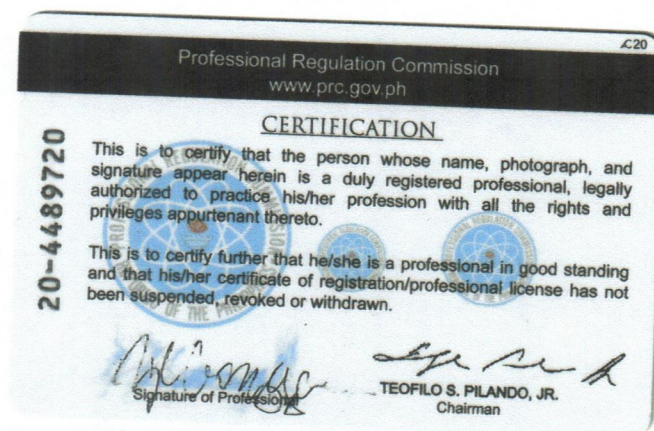 C20
Professional Regulation Commission
www.prc.gov.ph
CERTIFICATION
20-4489720
This is to certify that the person whose name, photograph, and
signature appear herein is a duly registered professional, legally
authorized to practice his/her profession with all the rights and
privileges appurtenant thereto.
This is to certify further that he/she is a professional in good standing
and that his/her certificate of registration/professional license has not
been suspended, revoked or withdrawn.
Signature of Professional
TEOFILO S. PILANDO, JR.
Chairman